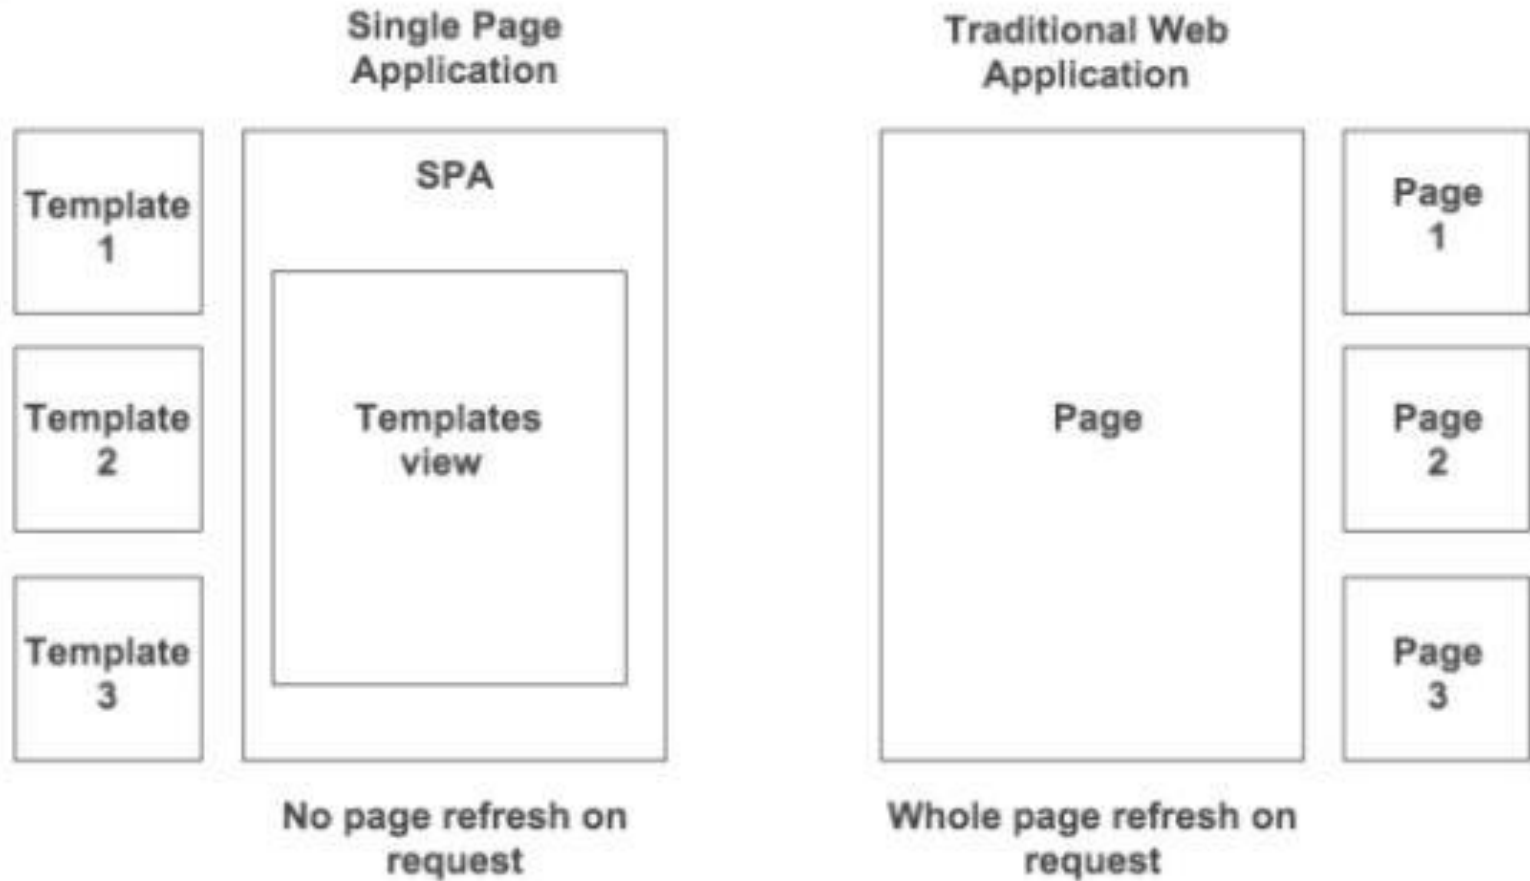 Single Page
Application
Template
1
Template
2
Template
3
SPA
Templates
view
No page refresh on
request
Traditional Web
Application
Page
Page
1
Page
2
Page
3
Whole page refresh on
request